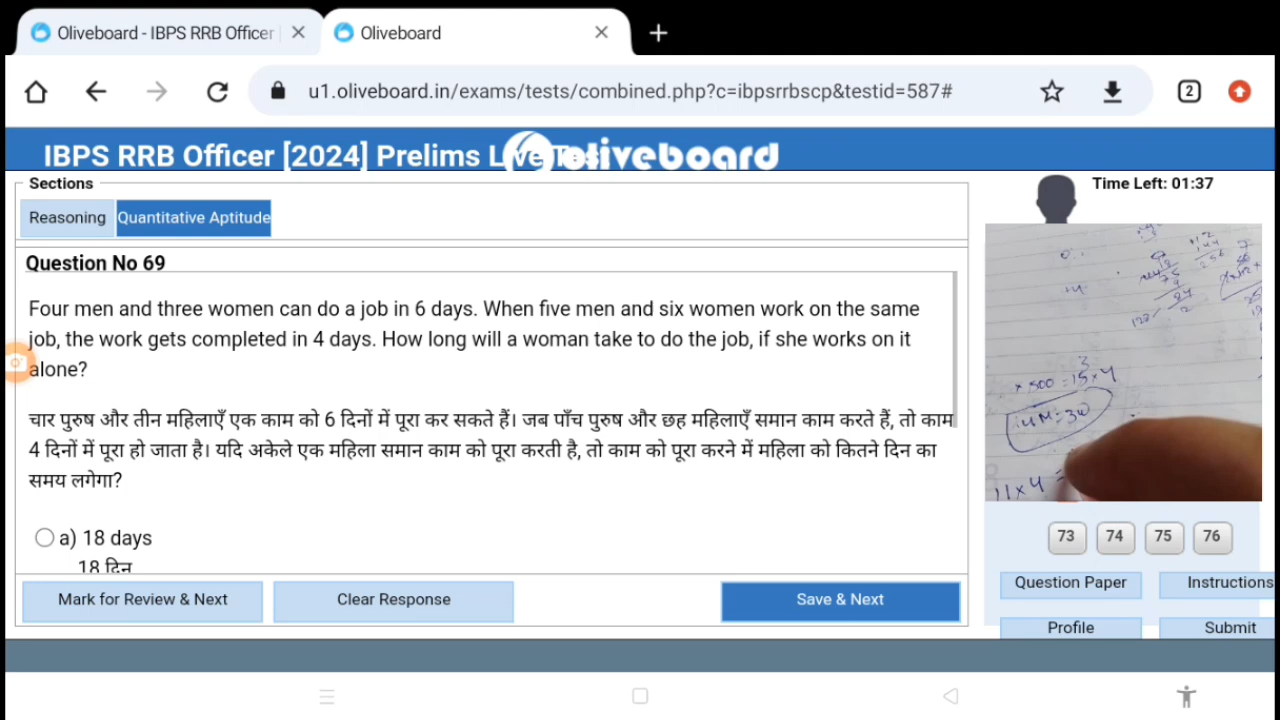 Oliveboard - IBPS RRB Officer
Oliveboard
u1.oliveboard.in/exams/tests/combined.php?c=ibpsrrbscp&testid=587#
2
IBPS RRB Officer [2024] Prelims Live Test
oliveboard
Sections
Reasoning
Quantitative Aptitude
Time Left: 01:37
Question No 69
Four men and three women can do a job in 6 days. When five men and six women work on the same
job, the work gets completed in 4 days. How long will a woman take to do the job, if she works on it
alone?
चार पुरुष और तीन महिलाएँ एक काम को 6 दिनों में पूरा कर सकते हैं। जब पाँच पुरुष और छह महिलाएँ समान काम करते हैं, तो काम
4 दिनों में पूरा हो जाता है। यदि अकेले एक महिला समान काम को पूरा करती है, तो काम को पूरा करने में महिला को कितने दिन का
समय लगेगा?
a) 18 days
18 दिन
x 500 = 15 x 4
11 x 4 =
73 74 75 76
Question Paper
Instructions
Mark for Review & Next
Clear Response
Save & Next
Profile
Submit